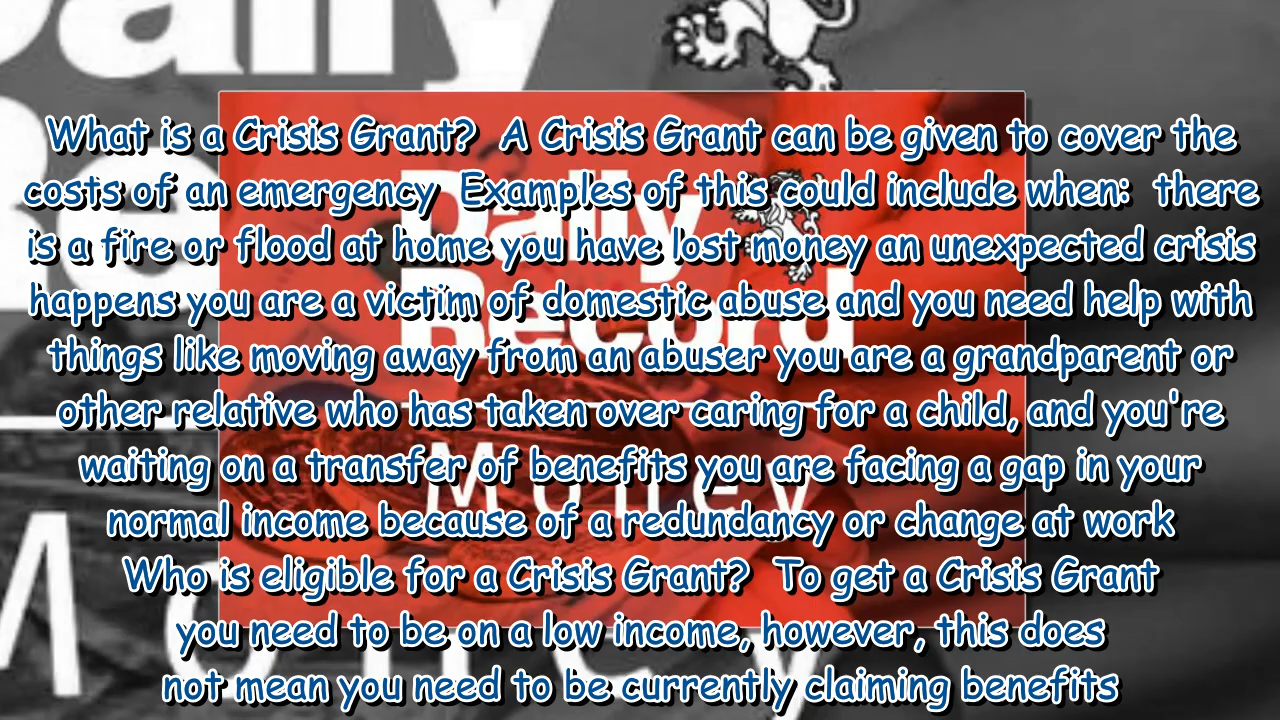 Daily
Re
Money
Daily
Record
Money
What is a Crisis Grant?  A Crisis Grant can be given to cover the
costs of an emergency  Examples of this could include when:  there
is a fire or flood at home you have lost money an unexpected crisis
happens you are a victim of domestic abuse and you need help with
things like moving away from an abuser you are a grandparent or
other relative who has taken over caring for a child, and you're
waiting on a transfer of benefits you are facing a gap in your
normal income because of a redundancy or change at work
Who is eligible for a Crisis Grant?  To get a Crisis Grant
you need to be on a low income, however, this does
not mean you need to be currently claiming benefits